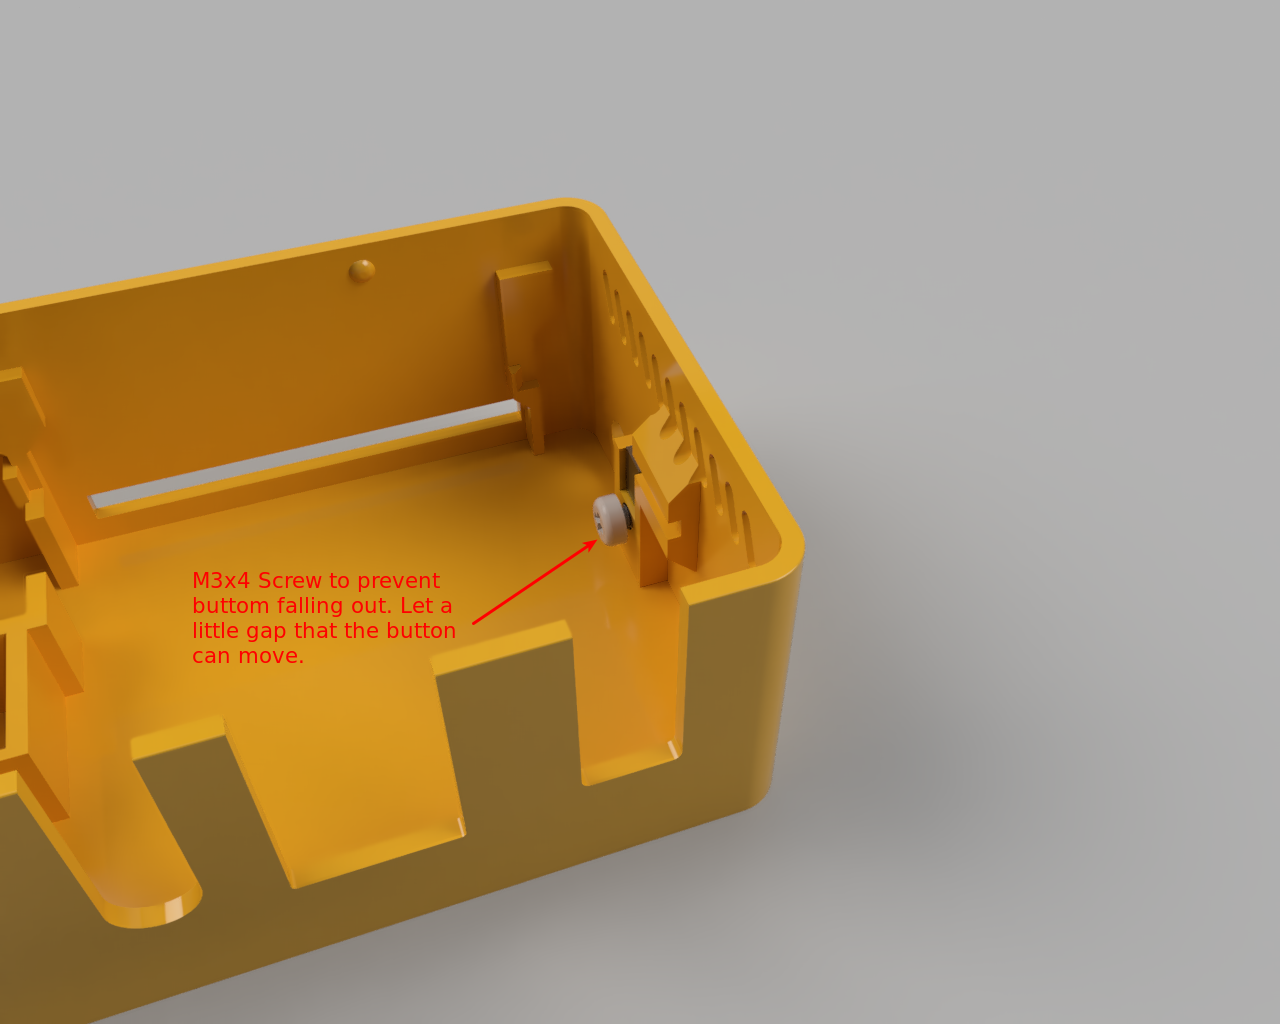 M3x4 Screw to prevent
buttom falling out. Let a
little gap that the button
can move.